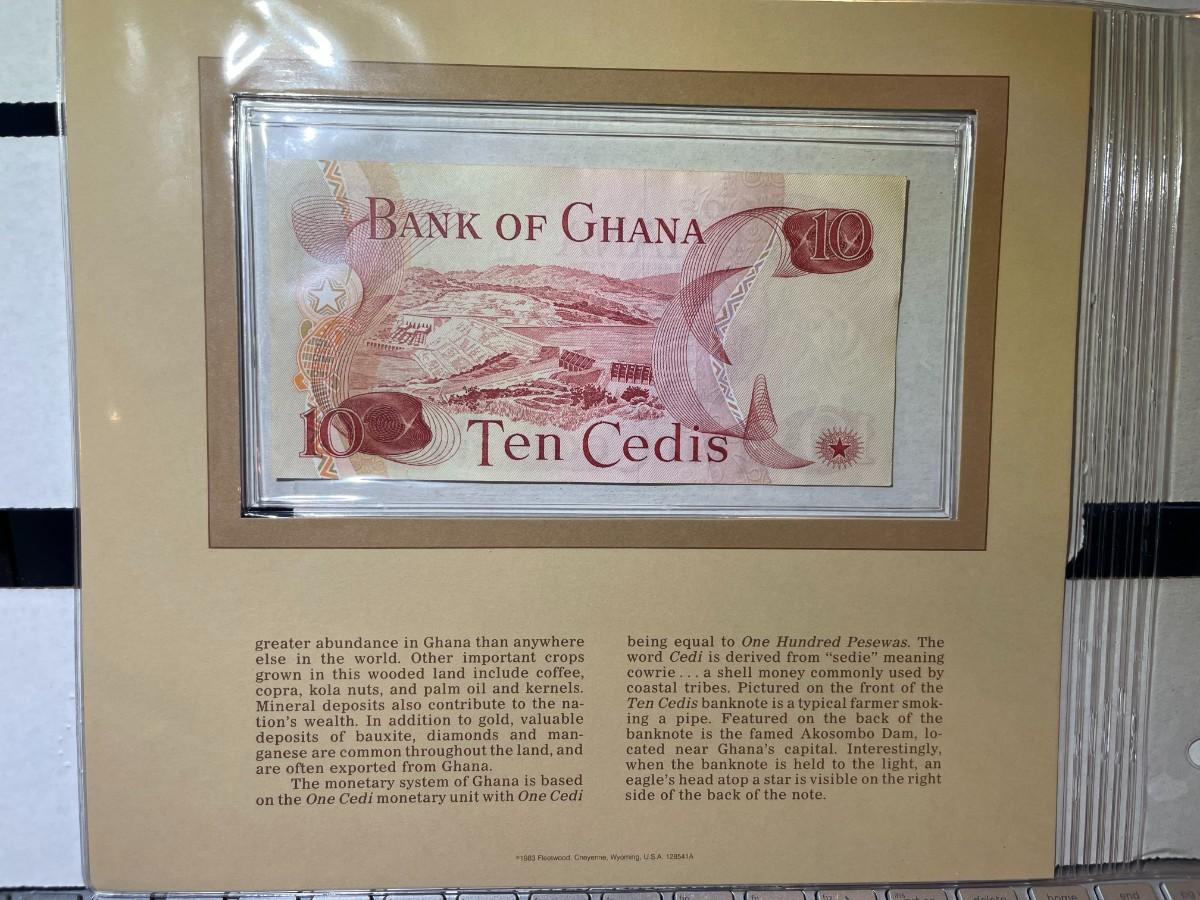 BANK OF GHANA
10
10
Ten Cedis
greater abundance in Ghana than anywhere
else in the world. Other important crops
grown in this wooded land include coffee,
copra, kola nuts, and palm oil and kernels.
Mineral deposits also contribute to the na-
tion's wealth. In addition to gold, valuable
deposits of bauxite, diamonds and man-
ganese are common throughout the land, and
are often exported from Ghana.
The monetary system of Ghana is based
on the One Cedi monetary unit with One Cedi
being equal to One Hundred Pesewas. The
word Cedi is derived from “sedie” meaning
cowrie . . . a shell money commonly used by
coastal tribes. Pictured on the front of the
Ten Cedis banknote is a typical farmer smok-
ing a pipe. Featured on the back of the
banknote is the famed Akosombo Dam, lo-
cated near Ghana's capital. Interestingly,
when the banknote is held to the light, an
eagle's head atop a star is visible on the right
side of the back of the note.
©1983 Fleetwood, Cheyenne, Wyoming, U.S.A. 128541A
home
end